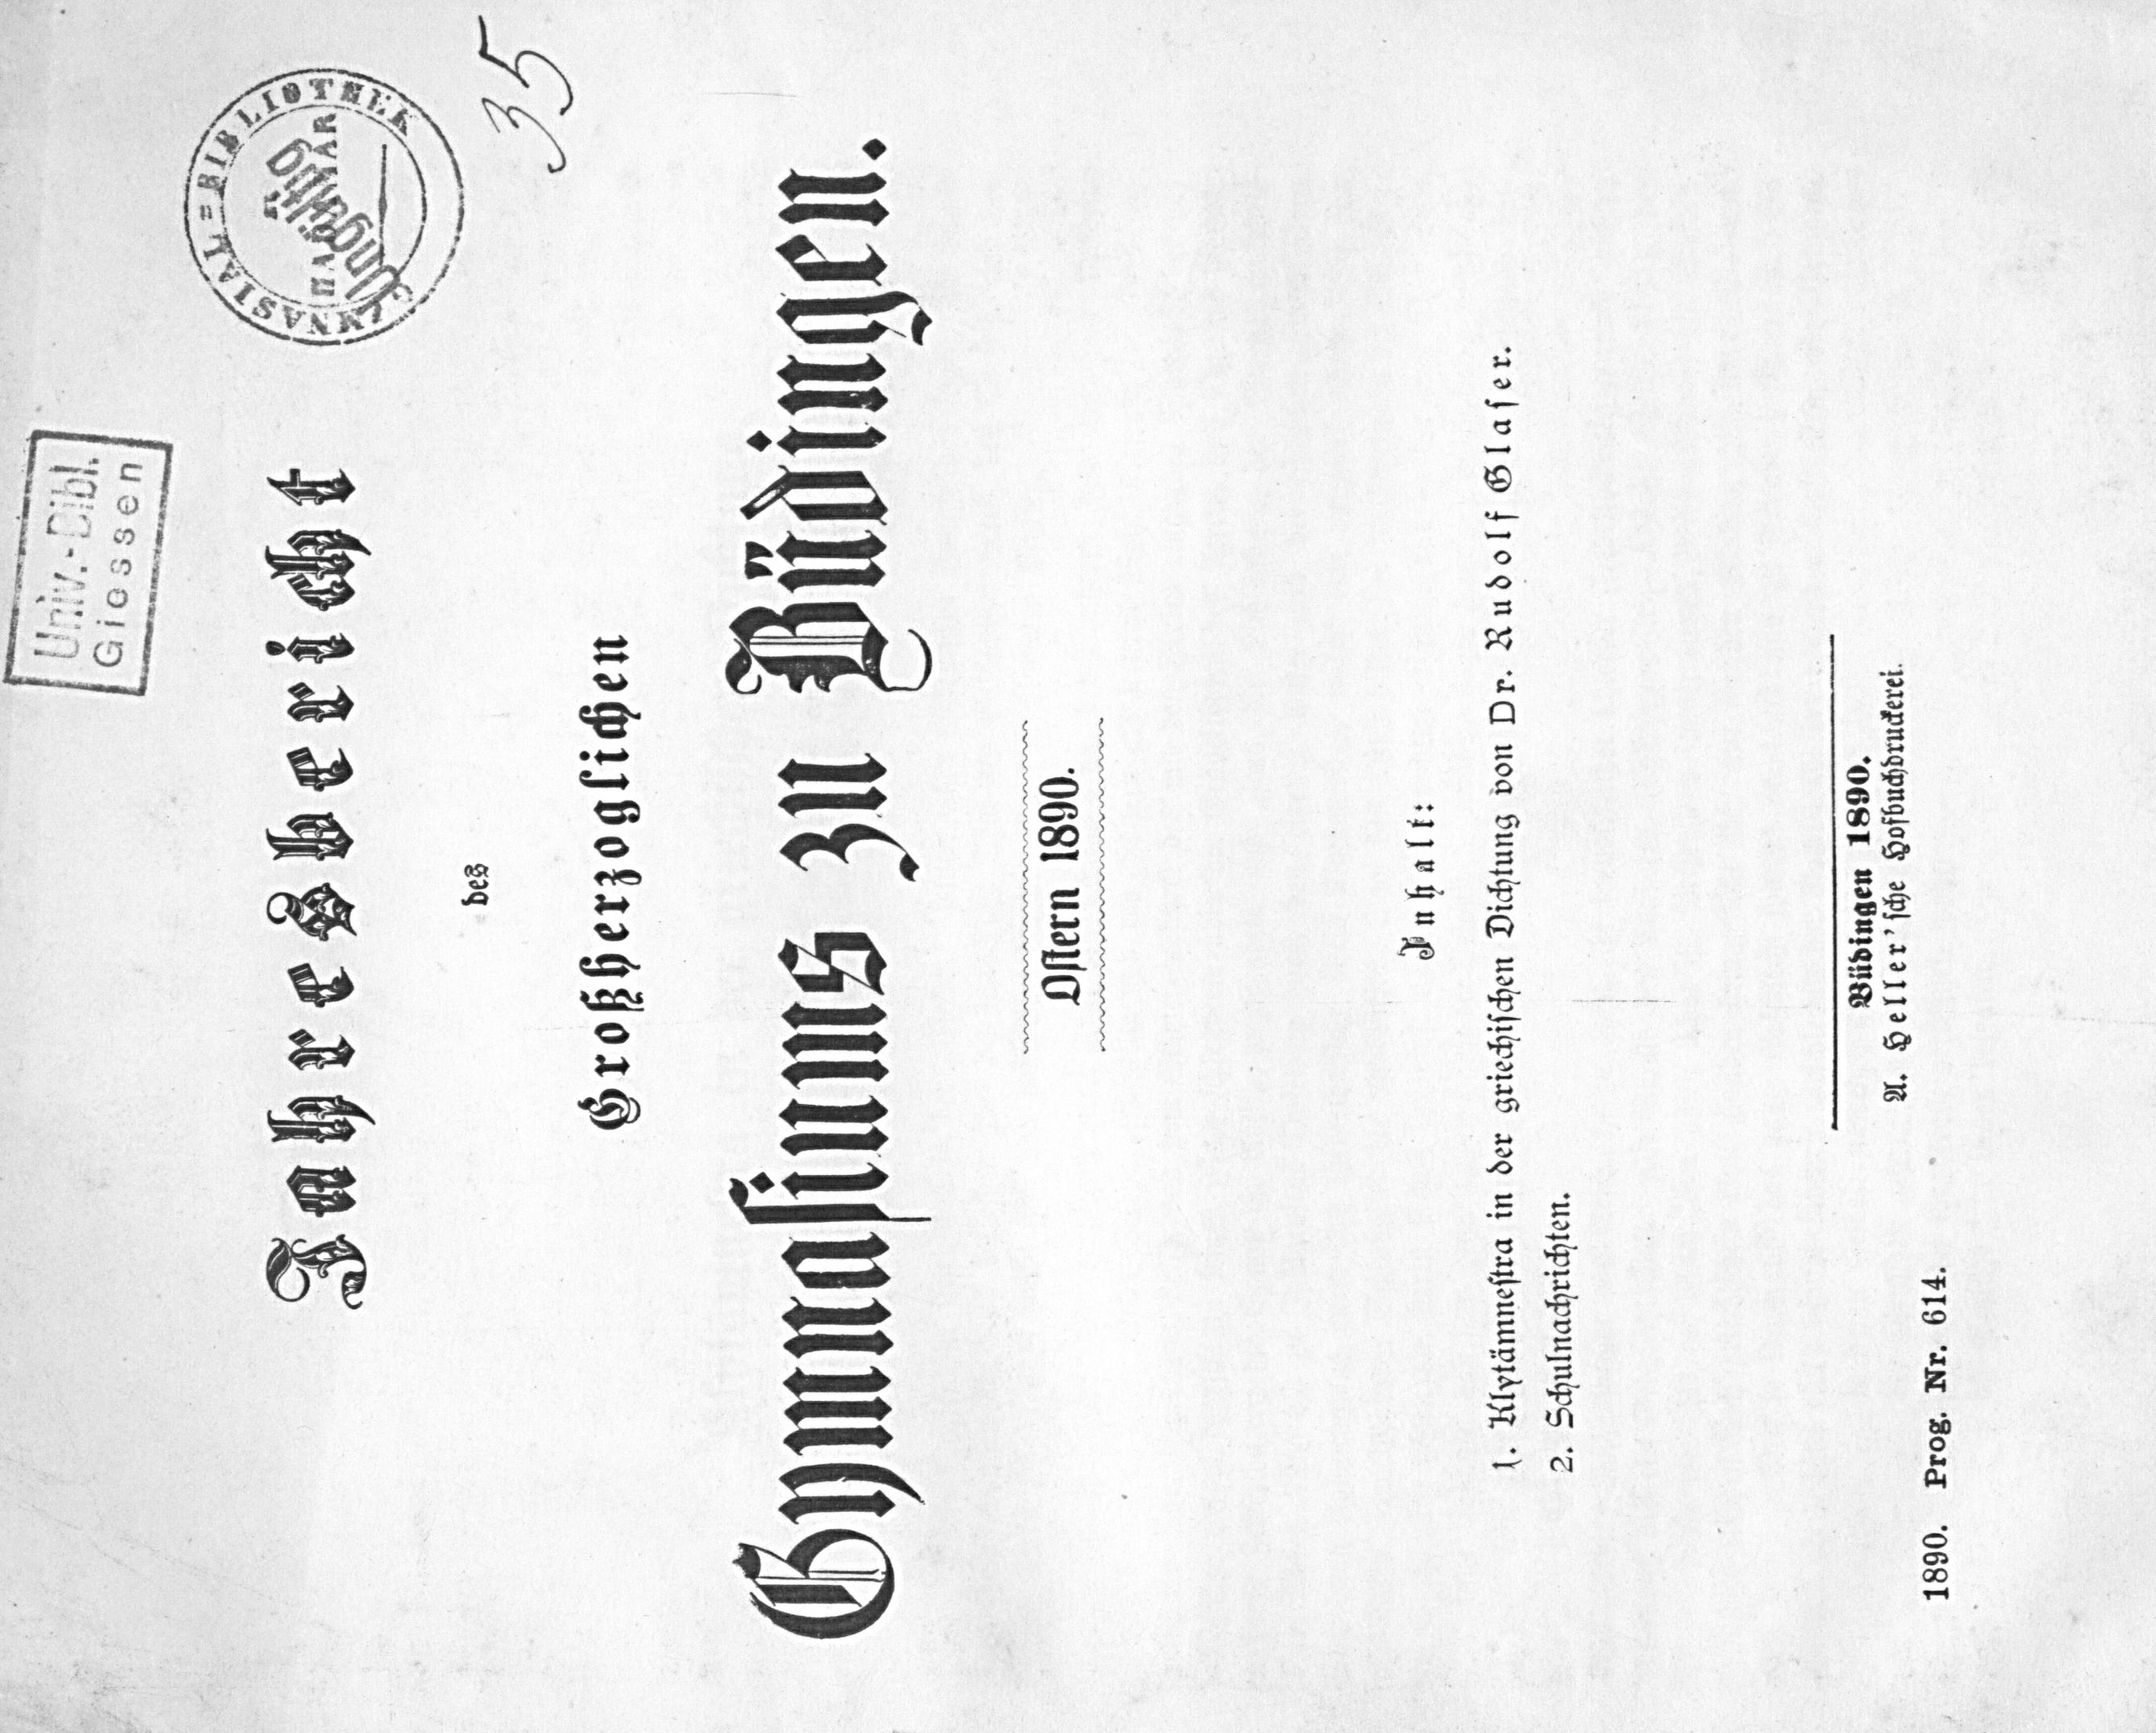 Univ.-Bibl.
Giessen
GYMNASIAL=BIBLIOTHEK
Ungültig
35
Jahresbericht
des
Großherzoglichen
Gymnaſiums zu Büdingen.
Oſtern 1890.
Inhalt:
1. Klytämneſtra in der griechiſchen Dichtung von Dr. Rudolf Glaſer.
2. Schulnachrichten.
Büdingen 1890.
A. Heller'ſche Hofbuchdruckerei.
1890. Prog. Nr. 614.